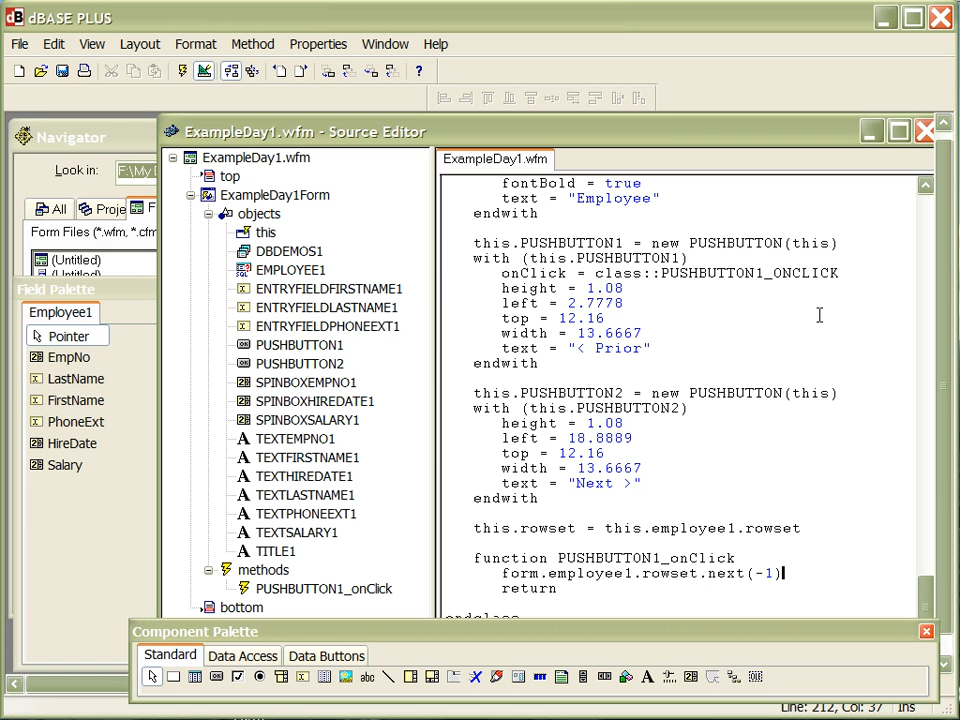 dBASE PLUS
File Edit View Layout Format Method Properties Window Help
Navigator
Look in: F:\My D
All Proje F
Form Files (*.wfm, *.cfm
(Untitled)
(Untitled)
Field Palette
Employee1
Pointer
EmpNo
LastName
FirstName
PhoneExt
HireDate
Salary
ExampleDay1.wfm - Source Editor
ExampleDay1.wfm
top
ExampleDay1Form
objects
this
DBDEMOS1
EMPLOYEE1
ENTRYFIELDFIRSTNAME1
ENTRYFIELDLASTNAME1
ENTRYFIELDPHONEEXT1
PUSHBUTTON1
PUSHBUTTON2
SPINBOXEMPNO1
SPINBOXHIREDATE1
SPINBOXSALARY1
TEXTEMPNO1
TEXTFIRSTNAME1
TEXTHIREDATE1
TEXTLASTNAME1
TEXTPHONEEXT1
TEXTSALARY1
TITLE1
methods
PUSHBUTTON1_onClick
bottom
ExampleDay1.wfm
fontBold = true
text = "Employee"
endwith
this.PUSHBUTTON1 = new PUSHBUTTON(this)
with (this.PUSHBUTTON1)
onClick = class::PUSHBUTTON1_ONCLICK
height = 1.08
left = 2.7778
top = 12.16
width = 13.6667
text = "< Prior"
endwith
this.PUSHBUTTON2 = new PUSHBUTTON(this)
with (this.PUSHBUTTON2)
height = 1.08
left = 18.8889
top = 12.16
width = 13.6667
text = "Next >"
endwith
this.rowset = this.employee1.rowset
function PUSHBUTTON1_onClick
form.employee1.rowset.next(-1)
return
endclass
Component Palette
Standard Data Access Data Buttons
Line: 212, Col: 37 Ins